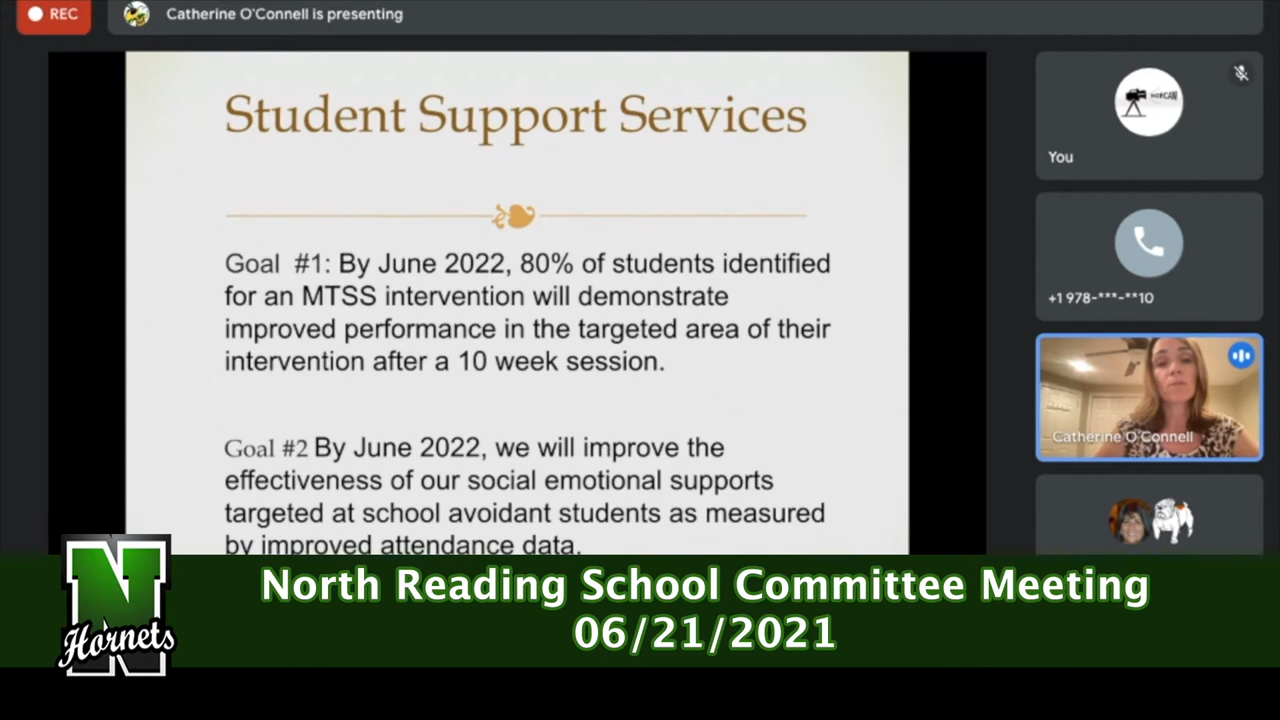 REC
Catherine O'Connell is presenting
Student Support Services
Goal #1: By June 2022, 80% of students identified
for an MTSS intervention will demonstrate
improved performance in the targeted area of their
intervention after a 10 week session.
Goal #2 By June 2022, we will improve the
effectiveness of our social emotional supports
targeted at school avoidant students as measured
by improved attendance data.
NORCAM
You
+1 978-***-**10
Catherine O'Connell
N
Hornets
North Reading School Committee Meeting
06/21/2021